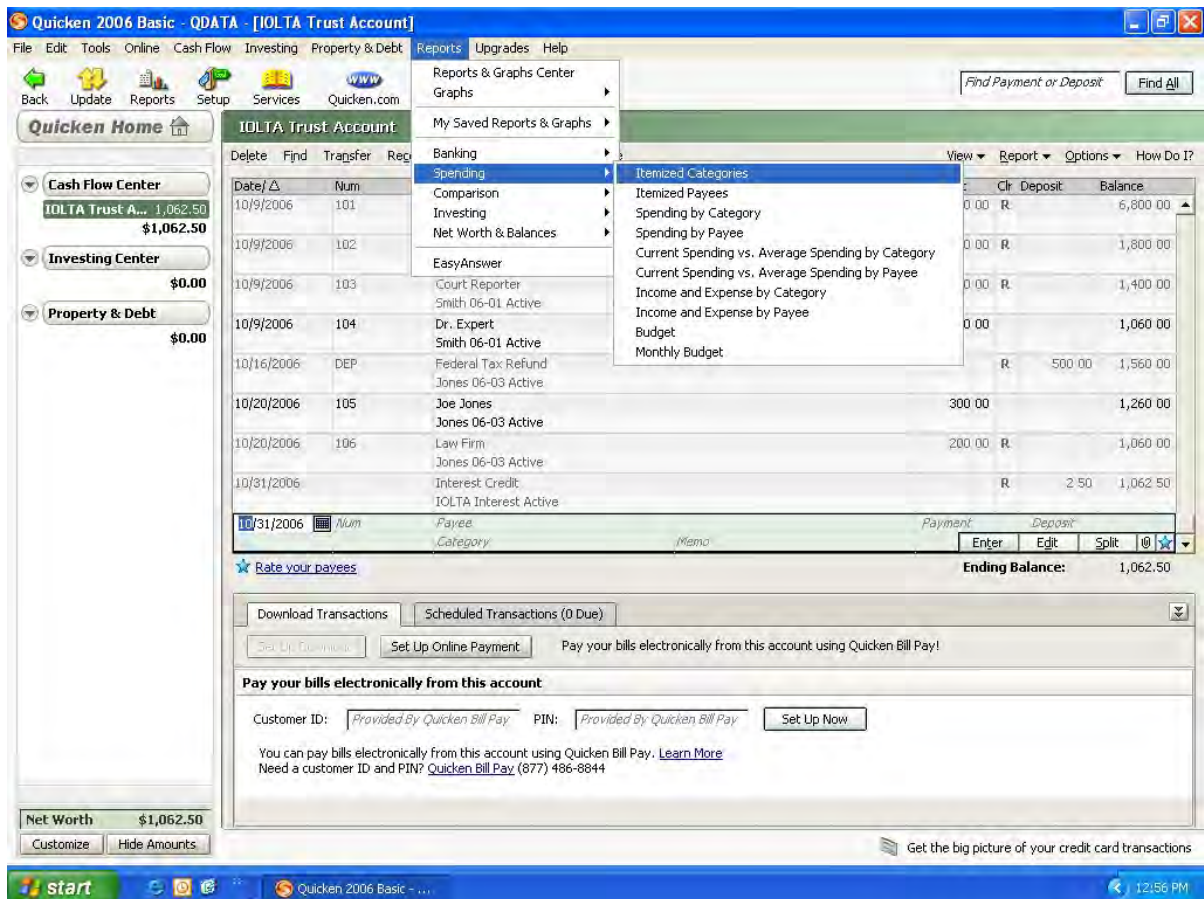 Quicken 2006 Basic - QDATA - [IOLTA Trust Account]
File Edit Tools Online Cash Flow Investing Property & Debt Reports Upgrades Help
Back Update Reports Setup Services Quicken.com
Find Payment or Deposit Find All
Reports & Graphs Center
Graphs
My Saved Reports & Graphs
Banking
Spending
Comparison
Investing
Net Worth & Balances
EasyAnswer
Itemized Categories
Itemized Payees
Spending by Category
Spending by Payee
Current Spending vs. Average Spending by Category
Current Spending vs. Average Spending by Payee
Income and Expense by Category
Income and Expense by Payee
Budget
Monthly Budget
Quicken Home
Cash Flow Center
IOLTA Trust A... 1,062.50
$1,062.50
Investing Center
$0.00
Property & Debt
$0.00
IOLTA Trust Account
Delete Find Transfer View Report Options How Do I?
Date/ Num Clr Deposit Balance
10/9/2006 101 R 6,800 00
10/9/2006 102 R 1,800 00
10/9/2006 103 Court Reporter R 1,400 00
Smith 06-01 Active
10/9/2006 104 Dr. Expert 1,060 00
Smith 06-01 Active
10/16/2006 DEP Federal Tax Refund R 500 00 1,560 00
Jones 06-03 Active
10/20/2006 105 Joe Jones 300 00 1,260 00
Jones 06-03 Active
10/20/2006 106 Law Firm 200 00 R 1,060 00
Jones 06-03 Active
10/31/2006 Interest Credit R 2 50 1,062 50
IOLTA Interest Active
10/31/2006 Num Payee Payment Deposit
Category Memo Enter Edit Split
Rate your payees Ending Balance: 1,062.50
Download Transactions Scheduled Transactions (0 Due)
Set Up Online Payment Pay your bills electronically from this account using Quicken Bill Pay!
Pay your bills electronically from this account
Customer ID: Provided By Quicken Bill Pay PIN: Provided By Quicken Bill Pay Set Up Now
You can pay bills electronically from this account using Quicken Bill Pay. Learn More
Need a customer ID and PIN? Quicken Bill Pay (877) 486-8844
Net Worth $1,062.50
Customize Hide Amounts
Get the big picture of your credit card transactions
start Quicken 2006 Basic - ... 12:56 PM